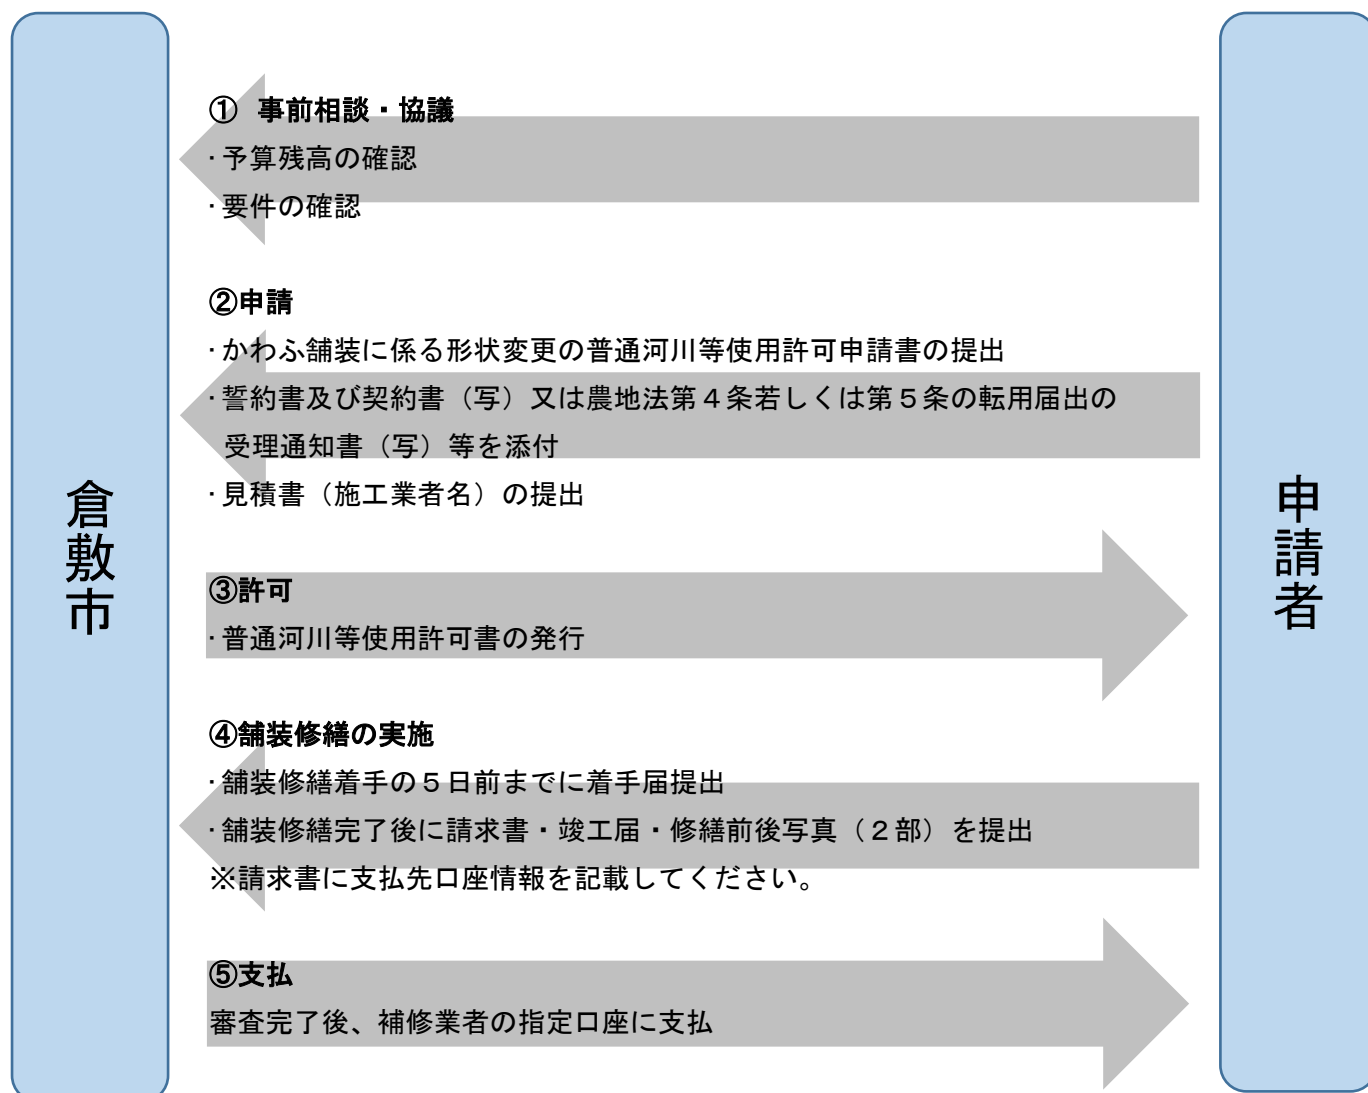 ① 事前相談・協議
・予算残高の確認
・要件の確認
②申請
・かわふ舗装に係る形状変更の普通河川等使用許可申請書の提出
・誓約書及び契約書（写）又は農地法第４条若しくは第５条の転用届出の
受理通知書（写）等を添付
・見積書（施工業者名）の提出
倉敷市
申請者
③許可
・普通河川等使用許可書の発行
④舗装修繕の実施
・舗装修繕着手の５日前までに着手届提出
・舗装修繕完了後に請求書・竣工届・修繕前後写真（２部）を提出
※請求書に支払先口座情報を記載してください。
⑤支払
審査完了後、補修業者の指定口座に支払